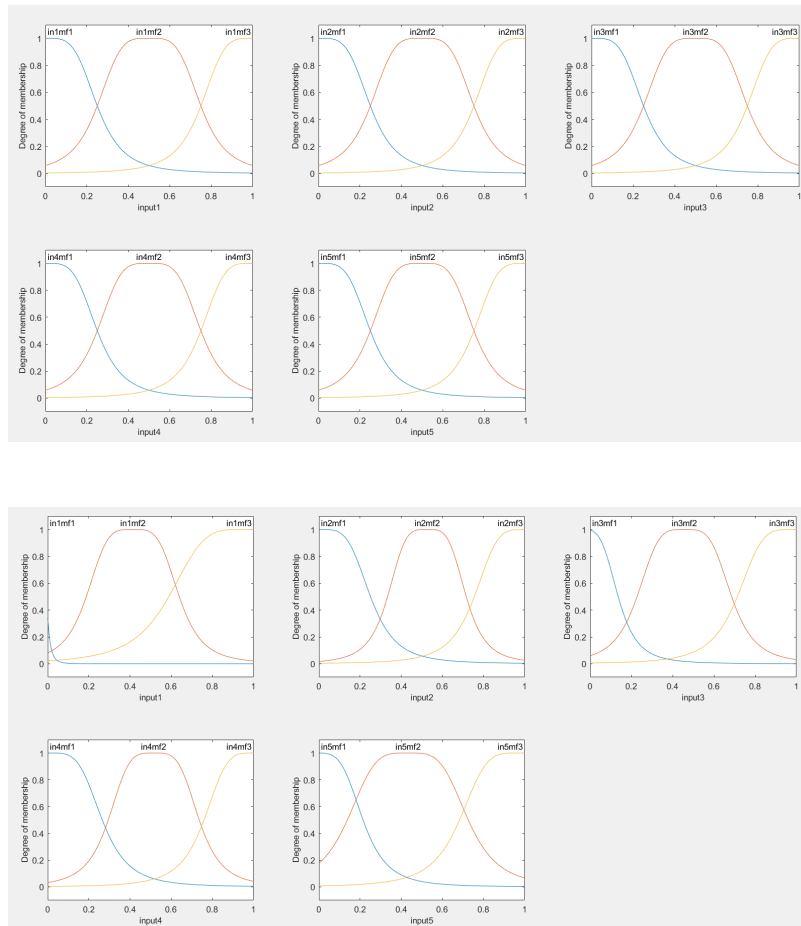 in1mf1 in1mf2 in1mf3
Degree of membership
1
0.8
0.6
0.4
0.2
0
0 0.2 0.4 0.6 0.8 1
input1
in2mf1 in2mf2 in2mf3
Degree of membership
1
0.8
0.6
0.4
0.2
0
0 0.2 0.4 0.6 0.8 1
input2
in3mf1 in3mf2 in3mf3
Degree of membership
1
0.8
0.6
0.4
0.2
0
0 0.2 0.4 0.6 0.8 1
input3
in4mf1 in4mf2 in4mf3
Degree of membership
1
0.8
0.6
0.4
0.2
0
0 0.2 0.4 0.6 0.8 1
input4
in5mf1 in5mf2 in5mf3
Degree of membership
1
0.8
0.6
0.4
0.2
0
0 0.2 0.4 0.6 0.8 1
input5
in1mf1 in1mf2 in1mf3
Degree of membership
1
0.8
0.6
0.4
0.2
0
0 0.2 0.4 0.6 0.8 1
input1
in2mf1 in2mf2 in2mf3
Degree of membership
1
0.8
0.6
0.4
0.2
0
0 0.2 0.4 0.6 0.8 1
input2
in3mf1 in3mf2 in3mf3
Degree of membership
1
0.8
0.6
0.4
0.2
0
0 0.2 0.4 0.6 0.8 1
input3
in4mf1 in4mf2 in4mf3
Degree of membership
1
0.8
0.6
0.4
0.2
0
0 0.2 0.4 0.6 0.8 1
input4
in5mf1 in5mf2 in5mf3
Degree of membership
1
0.8
0.6
0.4
0.2
0
0 0.2 0.4 0.6 0.8 1
input5